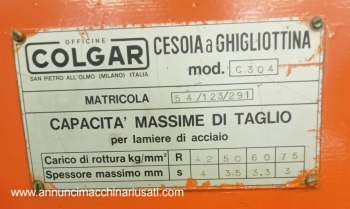 OFFICINE
COLGAR
SAN PIETRO ALL'OLMO (MILANO) ITALIA
CESOIA a GHIGLIOTTINA
mod. C 304
MATRICOLA 54/123/291
CAPACITA' MASSIME DI TAGLIO
per lamiere di acciaio
Carico di rottura kg/mm² R 42 50 60 75
Spessore massimo mm s 4 3.5 3.3 3
www.annuncimacchinariusati.com